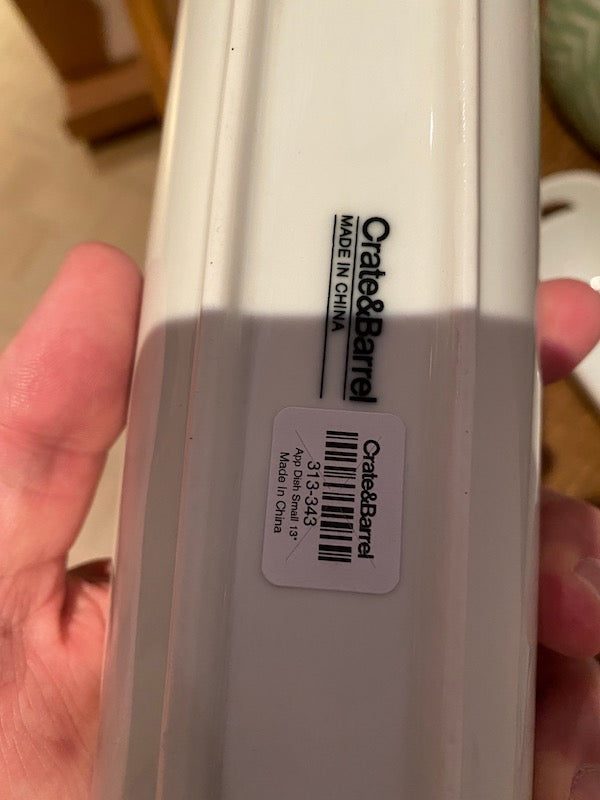 Crate&Barrel
MADE IN CHINA
Crate&Barrel
313-343
App Dish Small 13"
Made In China